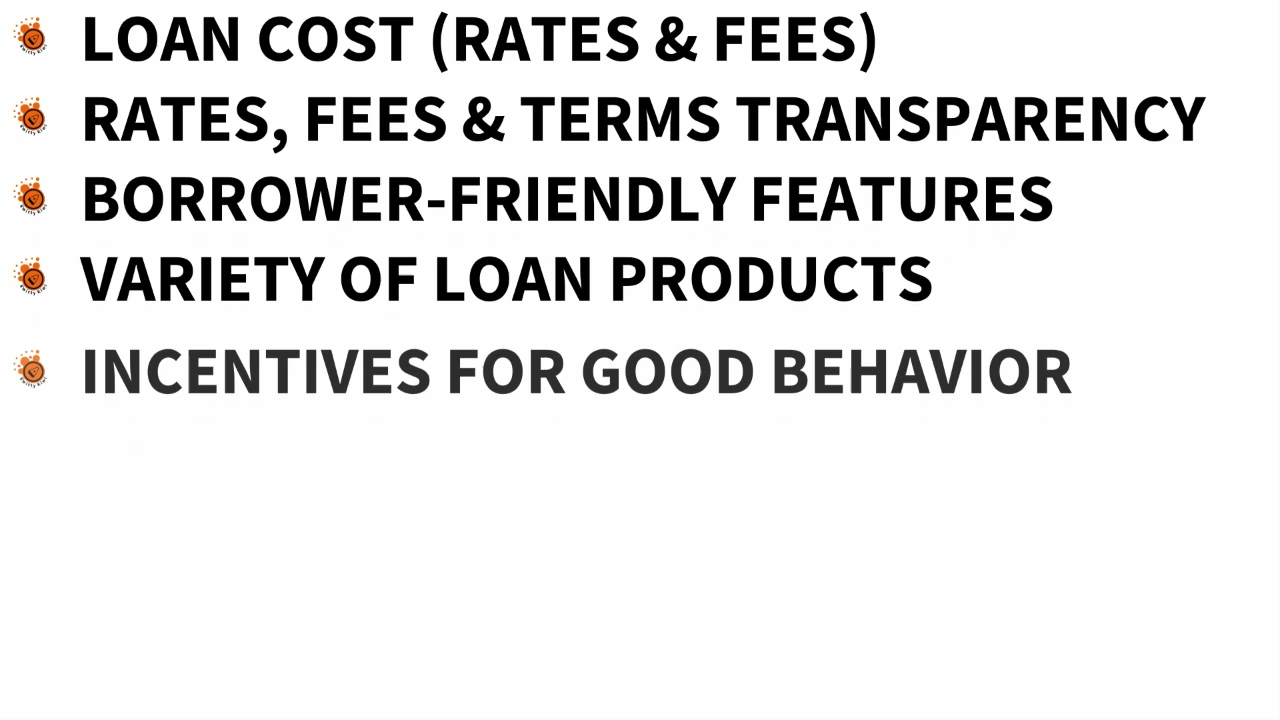 LOAN COST (RATES & FEES)
RATES, FEES & TERMS TRANSPARENCY
BORROWER-FRIENDLY FEATURES
VARIETY OF LOAN PRODUCTS
INCENTIVES FOR GOOD BEHAVIOR